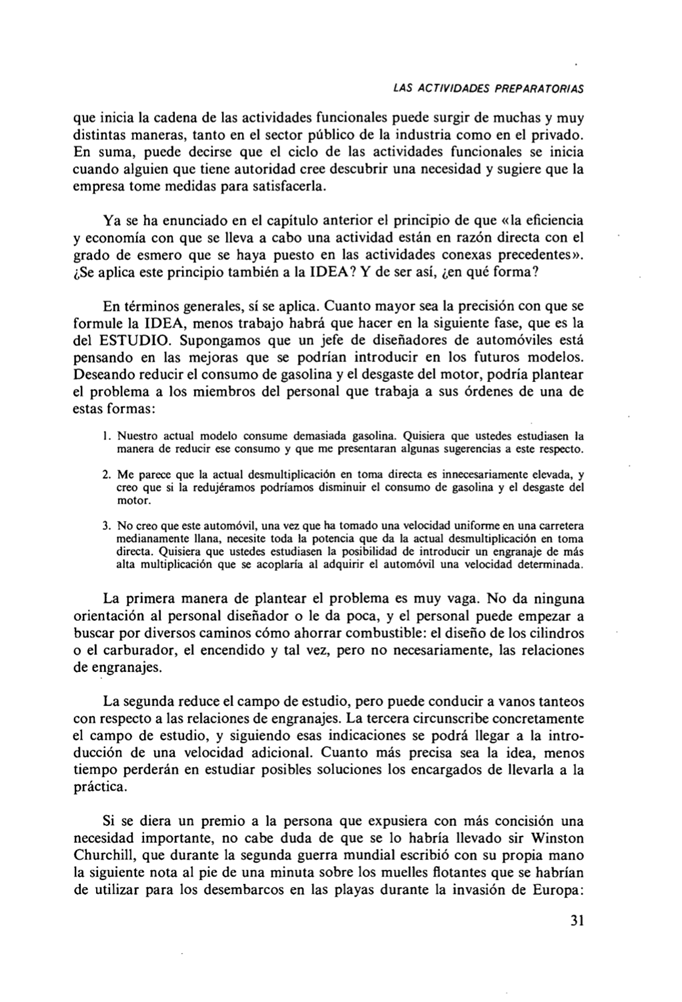 LAS ACTIVIDADES PREPARATORIAS
que inicia la cadena de las actividades funcionales puede surgir de muchas y muy
distintas maneras, tanto en el sector público de la industria como en el privado.
En suma, puede decirse que el ciclo de las actividades funcionales se inicia
cuando alguien que tiene autoridad cree descubrir una necesidad y sugiere que la
empresa tome medidas para satisfacerla.
Ya se ha enunciado en el capítulo anterior el principio de que «la eficiencia
y economía con que se lleva a cabo una actividad están en razón directa con el
grado de esmero que se haya puesto en las actividades conexas precedentes».
¿Se aplica este principio también a la IDEA? Y de ser así, ¿en qué forma?
En términos generales, sí se aplica. Cuanto mayor sea la precisión con que se
formule la IDEA, menos trabajo habrá que hacer en la siguiente fase, que es la
del ESTUDIO. Supongamos que un jefe de diseñadores de automóviles está
pensando en las mejoras que se podrían introducir en los futuros modelos.
Deseando reducir el consumo de gasolina y el desgaste del motor, podría plantear
el problema a los miembros del personal que trabaja a sus órdenes de una de
estas formas:
1. Nuestro actual modelo consume demasiada gasolina. Quisiera que ustedes estudiasen la
manera de reducir ese consumo y que me presentaran algunas sugerencias a este respecto.
2. Me parece que la actual desmultiplicación en toma directa es innecesariamente elevada, y
creo que si la redujéramos podríamos disminuir el consumo de gasolina y el desgaste del
motor.
3. No creo que este automóvil, una vez que ha tomado una velocidad uniforme en una carretera
medianamente llana, necesite toda la potencia que da la actual desmultiplicación en toma
directa. Quisiera que ustedes estudiasen la posibilidad de introducir un engranaje de más
alta multiplicación que se acoplaría al adquirir el automóvil una velocidad determinada.
La primera manera de plantear el problema es muy vaga. No da ninguna
orientación al personal diseñador o le da poca, y el personal puede empezar a
buscar por diversos caminos cómo ahorrar combustible: el diseño de los cilindros
o el carburador, el encendido y tal vez, pero no necesariamente, las relaciones
de engranajes.
La segunda reduce el campo de estudio, pero puede conducir a vanos tanteos
con respecto a las relaciones de engranajes. La tercera circunscribe concretamente
el campo de estudio, y siguiendo esas indicaciones se podrá llegar a la intro-
ducción de una velocidad adicional. Cuanto más precisa sea la idea, menos
tiempo perderán en estudiar posibles soluciones los encargados de llevarla a la
práctica.
Si se diera un premio a la persona que expusiera con más concisión una
necesidad importante, no cabe duda de que se lo habría llevado sir Winston
Churchill, que durante la segunda guerra mundial escribió con su propia mano
la siguiente nota al pie de una minuta sobre los muelles flotantes que se habrían
de utilizar para los desembarcos en las playas durante la invasión de Europa:
31